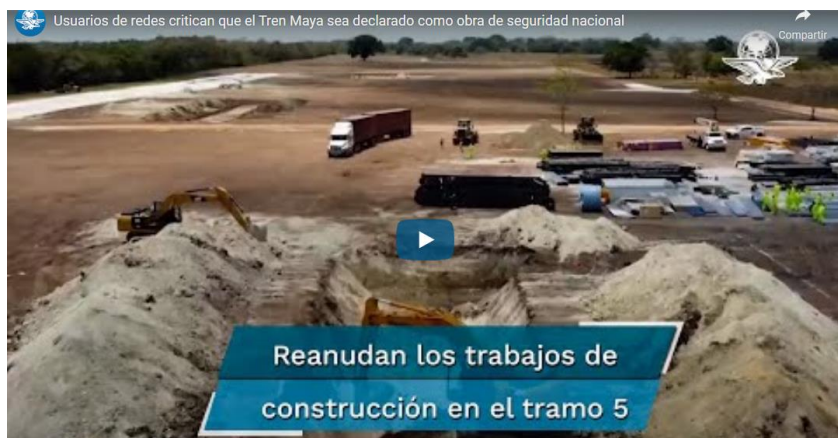 Usuarios de redes critican que el Tren Maya sea declarado como obra de seguridad nacional
Compartir
Reanudan los trabajos de
construcción en el tramo 5